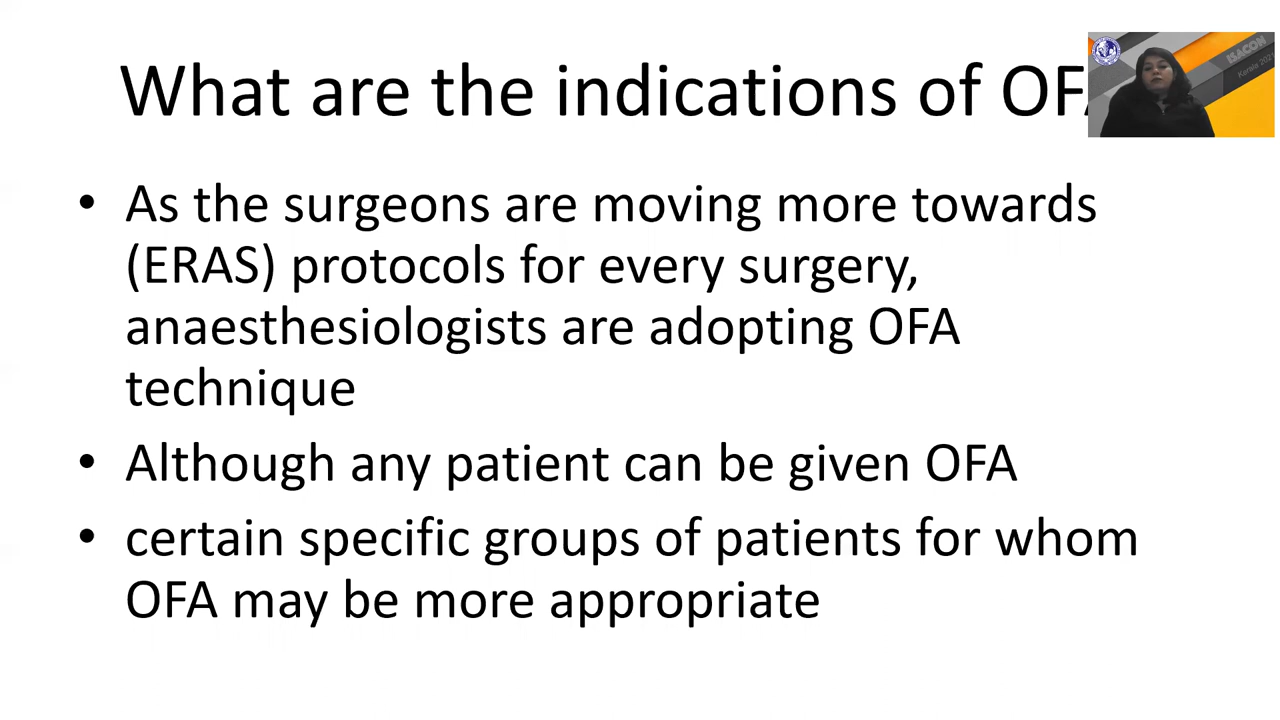 What are the indications of OFA
• As the surgeons are moving more towards
(ERAS) protocols for every surgery,
anaesthesiologists are adopting OFA
technique
• Although any patient can be given OFA
• certain specific groups of patients for whom
OFA may be more appropriate
ISACON